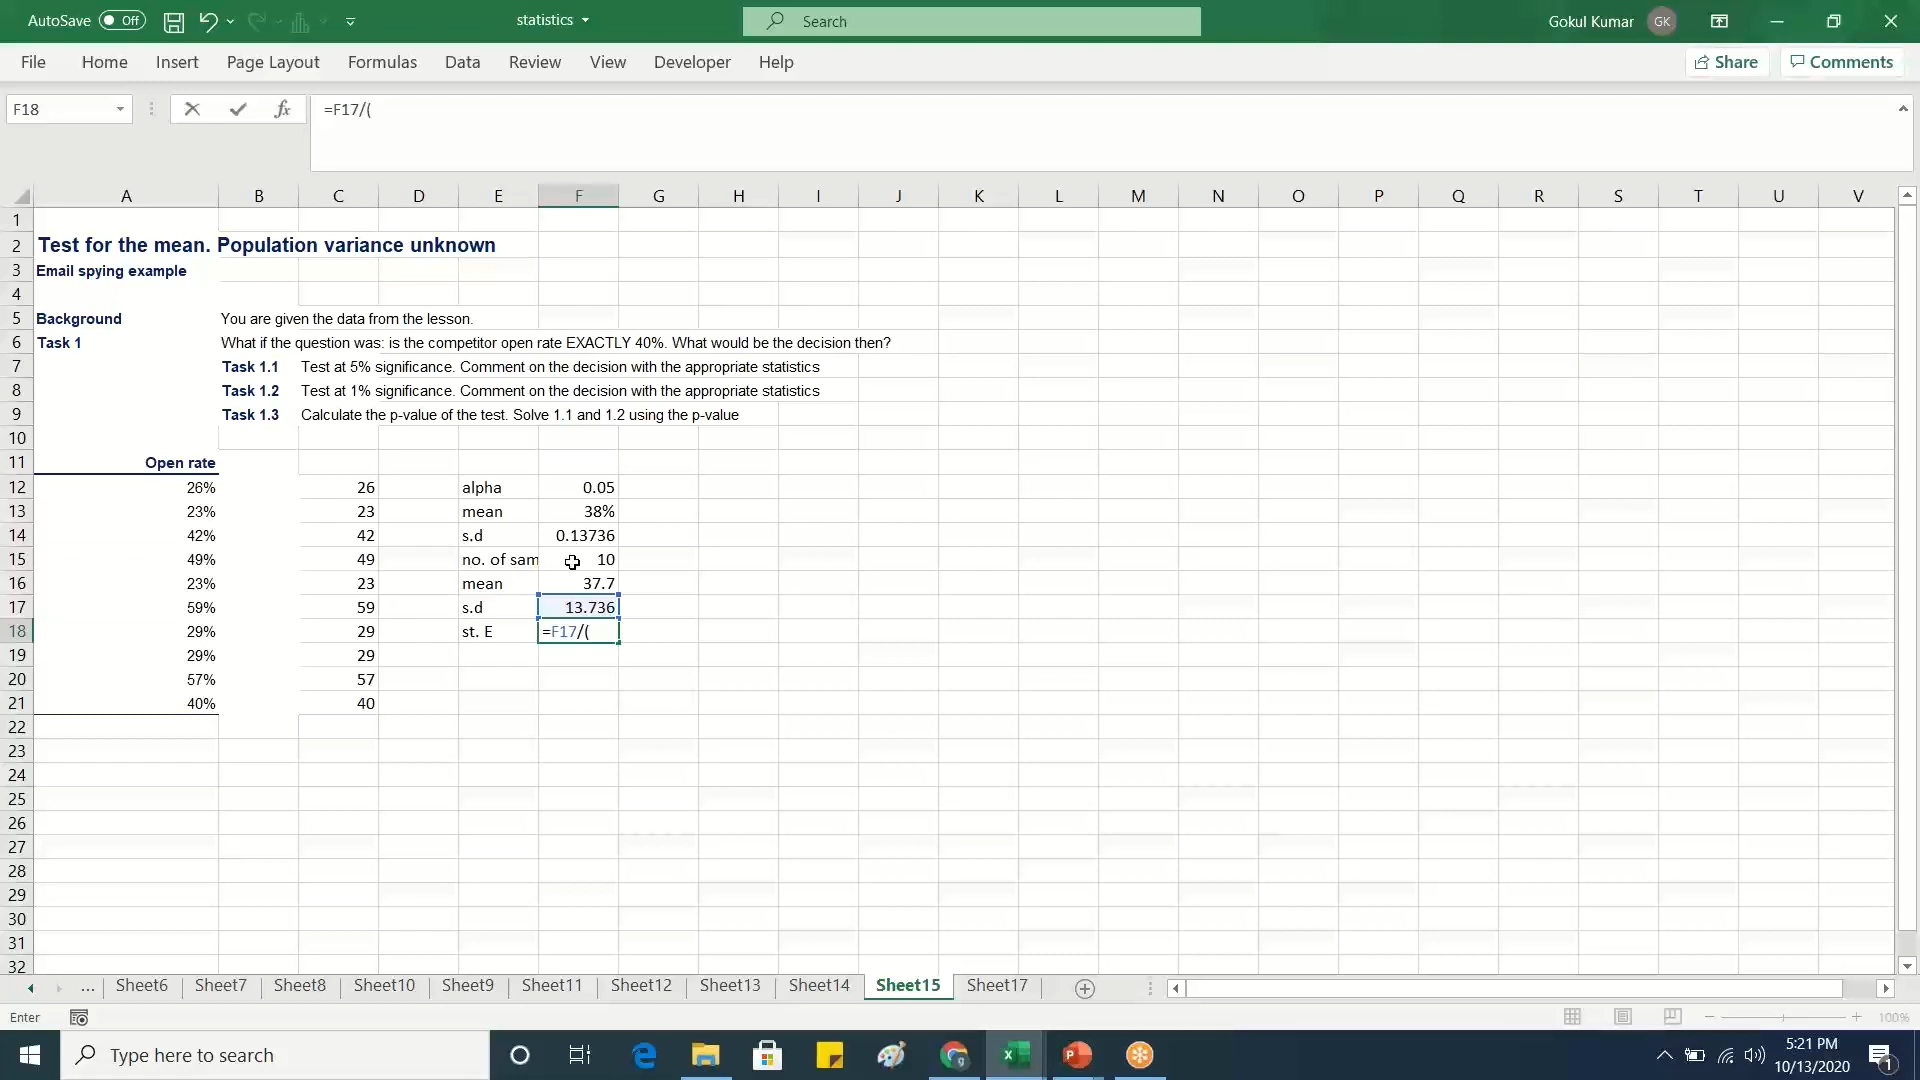 AutoSave Off statistics Search Gokul Kumar GK
File Home Insert Page Layout Formulas Data Review View Developer Help Share Comments
F18 fx =F17/(
A B C D E F G H I J K L M N O P Q R S T U V
1
2 Test for the mean. Population variance unknown
3 Email spying example
4
5 Background You are given the data from the lesson.
6 Task 1 What if the question was: is the competitor open rate EXACTLY 40%. What would be the decision then?
7 Task 1.1 Test at 5% significance. Comment on the decision with the appropriate statistics
8 Task 1.2 Test at 1% significance. Comment on the decision with the appropriate statistics
9 Task 1.3 Calculate the p-value of the test. Solve 1.1 and 1.2 using the p-value
10
11 Open rate
12 26% 26 alpha 0.05
13 23% 23 mean 38%
14 42% 42 s.d 0.13736
15 49% 49 no. of sam 10
16 23% 23 mean 37.7
17 59% 59 s.d 13.736
18 29% 29 st. E =F17/(
19 29% 29
20 57% 57
21 40% 40
22
23
24
25
26
27
28
29
30
31
32
... Sheet6 Sheet7 Sheet8 Sheet10 Sheet9 Sheet11 Sheet12 Sheet13 Sheet14 Sheet15 Sheet17
Enter 100%
Type here to search 5:21 PM
10/13/2020 1